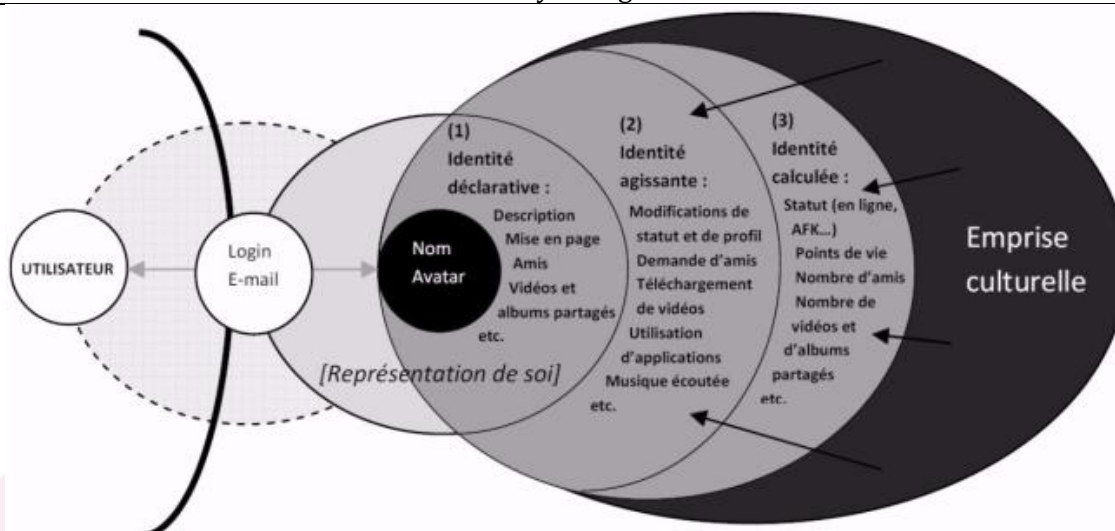 UTILISATEUR
Login
E-mail
Nom
Avatar
(1)
Identité
déclarative :
Description
Mise en page
Amis
Vidéos et
albums partagés
etc.
[Représentation de soi]
(2)
Identité
agissante :
Modifications de
statut et de profil
Demande d’amis
Téléchargement
de vidéos
Utilisation
d’applications
Musique écoutée
etc.
(3)
Identité
calculée :
Statut (en ligne,
AFK...)
Points de vie
Nombre d’amis
Nombre de
vidéos et
d’albums
partagés
etc.
Emprise
culturelle